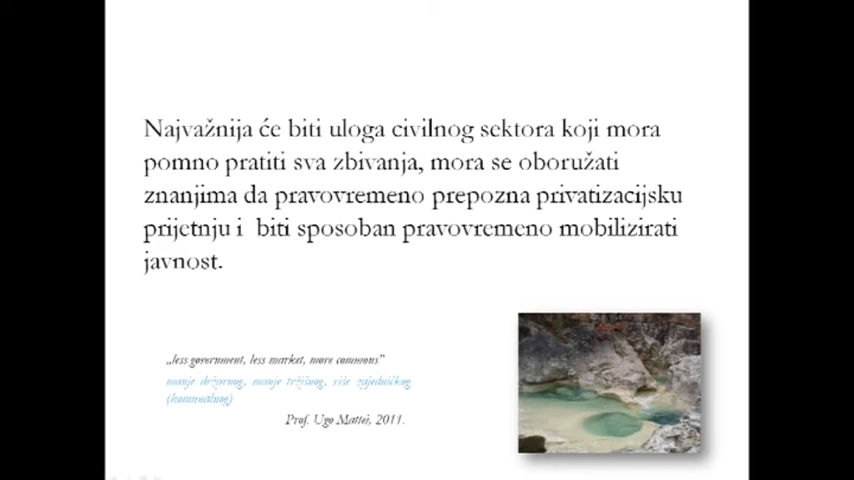 Najvažnija će biti uloga civilnog sektora koji mora
pomno pratiti sva zbivanja, mora se oboružati
znanjima da pravovremeno prepozna privatizacijsku
prijetnju i  biti sposoban pravovremeno mobilizirati
javnost.
„less government, less market, more commons”
manje državnog, manje tržišnog, više zajedničkog
(komunalnog)
Prof. Ugo Mattei, 2011.